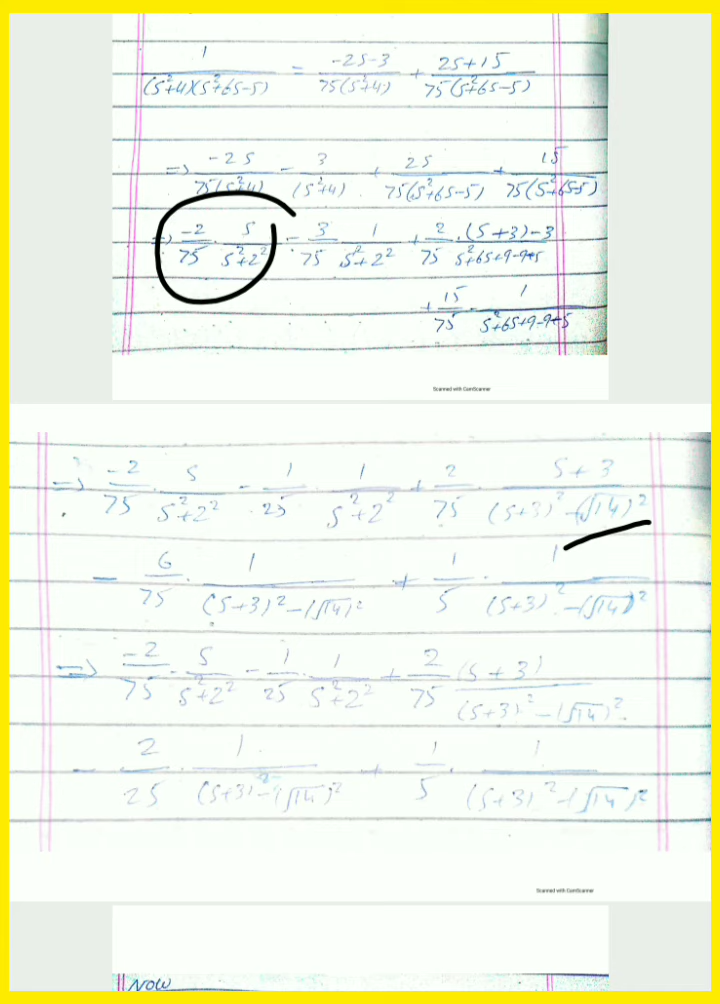 1/((s²+4)(s²+6s-5)) = (-2s-3)/(75(s²+4)) + (2s+15)/(75(s²+6s-5))
=> -2s/(75(s²+4)) - 3/(s²+4) + 2s/(75(s²+6s-5)) + 15/(75(s²+6s-5))
=> -2/75 · s/(s²+2²) - 3/75 · 1/(s²+2²) + 2/75 · ((s+3)-3)/(s²+6s+9-9-5)
+ 15/75 · 1/(s²+6s+9-9-5)
Scanned with CamScanner
=> -2/75 · s/(s²+2²) - 1/25 · 1/(s²+2²) + 2/75 · (s+3)/((s+3)²-(√14)²)
- 6/75 · 1/((s+3)²-(√14)²) + 1/5 · 1/((s+3)²-(√14)²)
=> -2/75 · s/(s²+2²) - 1/25 · 1/(s²+2²) + 2/75 (s+3)/((s+3)²-(√14)²)
- 2/25 · 1/((s+3)²-(√14)²) + 1/5 · 1/((s+3)²-(√14)²)
Scanned with CamScanner
Now